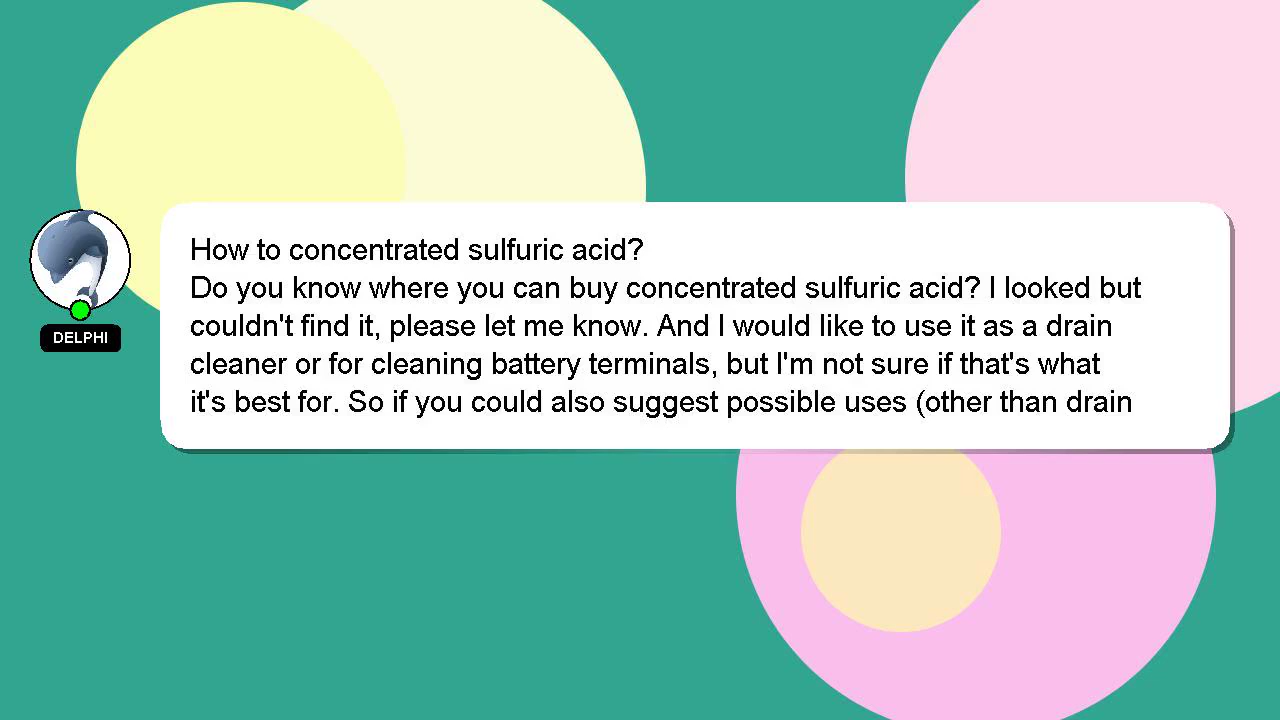 How to concentrated sulfuric acid?
Do you know where you can buy concentrated sulfuric acid? I looked but
couldn't find it, please let me know. And I would like to use it as a drain
cleaner or for cleaning battery terminals, but I'm not sure if that's what
it's best for. So if you could also suggest possible uses (other than drain
DELPHI